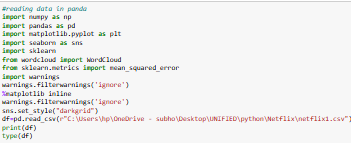 #reading data in panda
import numpy as np
import pandas as pd
import matplotlib.pyplot as plt
import seaborn as sns
import sklearn
from wordcloud import WordCloud
from sklearn.metrics import mean_squared_error
import warnings
warnings.filterwarnings('ignore')
%matplotlib inline
warnings.filterwarnings('ignore')
sns.set_style("darkgrid")
df=pd.read_csv(r"C:\Users\hp\OneDrive - subho\Desktop\UNIFIED\python\Netflix\netflix1.csv")
print(df)
type(df)